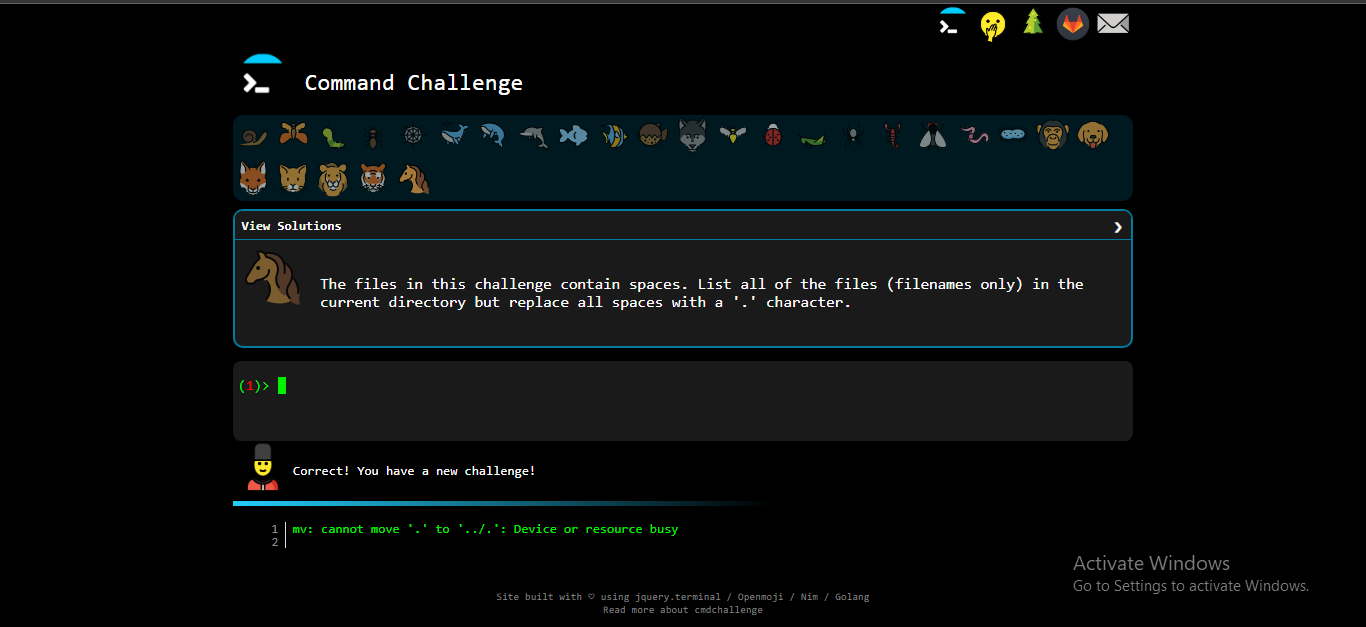 Command Challenge
View Solutions
The files in this challenge contain spaces. List all of the files (filenames only) in the
current directory but replace all spaces with a '.' character.
(1)>
Correct! You have a new challenge!
1 mv: cannot move '.' to '../.': Device or resource busy
2
Activate Windows
Go to Settings to activate Windows.
Site built with ♡ using jquery.terminal / Openmoji / Nim / Golang
Read more about cmdchallenge